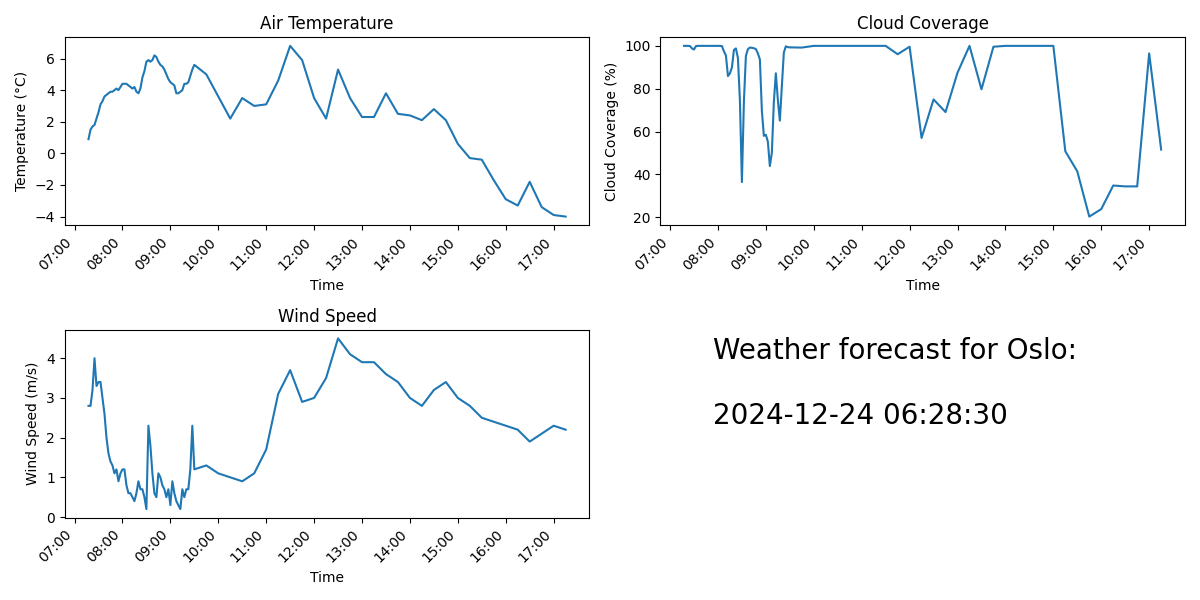 Air Temperature
Temperature (°C)
6
4
2
0
−2
−4
07:00 08:00 09:00 10:00 11:00 12:00 13:00 14:00 15:00 16:00 17:00
Time
Cloud Coverage
Cloud Coverage (%)
100
80
60
40
20
07:00 08:00 09:00 10:00 11:00 12:00 13:00 14:00 15:00 16:00 17:00
Time
Wind Speed
Wind Speed (m/s)
4
3
2
1
0
07:00 08:00 09:00 10:00 11:00 12:00 13:00 14:00 15:00 16:00 17:00
Time
Weather forecast for Oslo:
2024-12-24 06:28:30